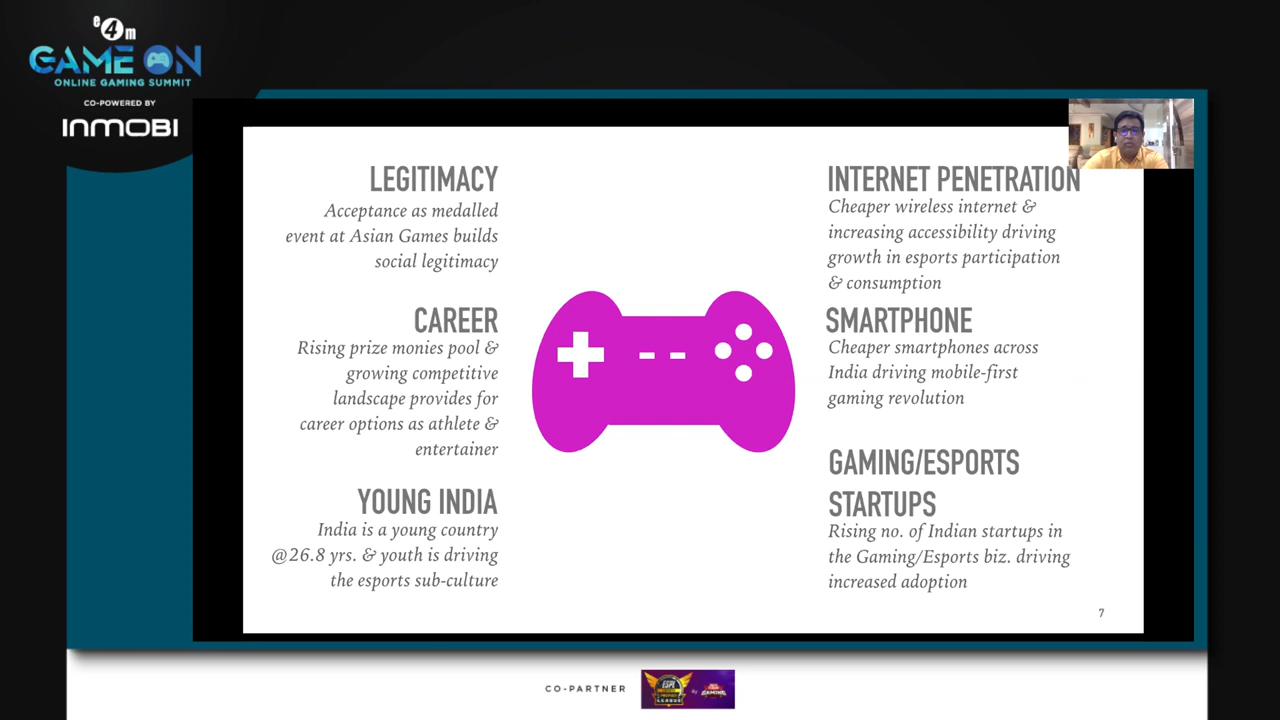 e4m
GAME ON
ONLINE GAMING SUMMIT
CO-POWERED BY
INMOBI
LEGITIMACY
Acceptance as medalled
event at Asian Games builds
social legitimacy
CAREER
Rising prize monies pool &
growing competitive
landscape provides for
career options as athlete &
entertainer
YOUNG INDIA
India is a young country
@26.8 yrs. & youth is driving
the esports sub-culture
INTERNET PENETRATION
Cheaper wireless internet &
increasing accessibility driving
growth in esports participation
& consumption
SMARTPHONE
Cheaper smartphones across
India driving mobile-first
gaming revolution
GAMING/ESPORTS
STARTUPS
Rising no. of Indian startups in
the Gaming/Esports biz. driving
increased adoption
7
CO-PARTNER
ESPL
LEAGUE
by
GAMING